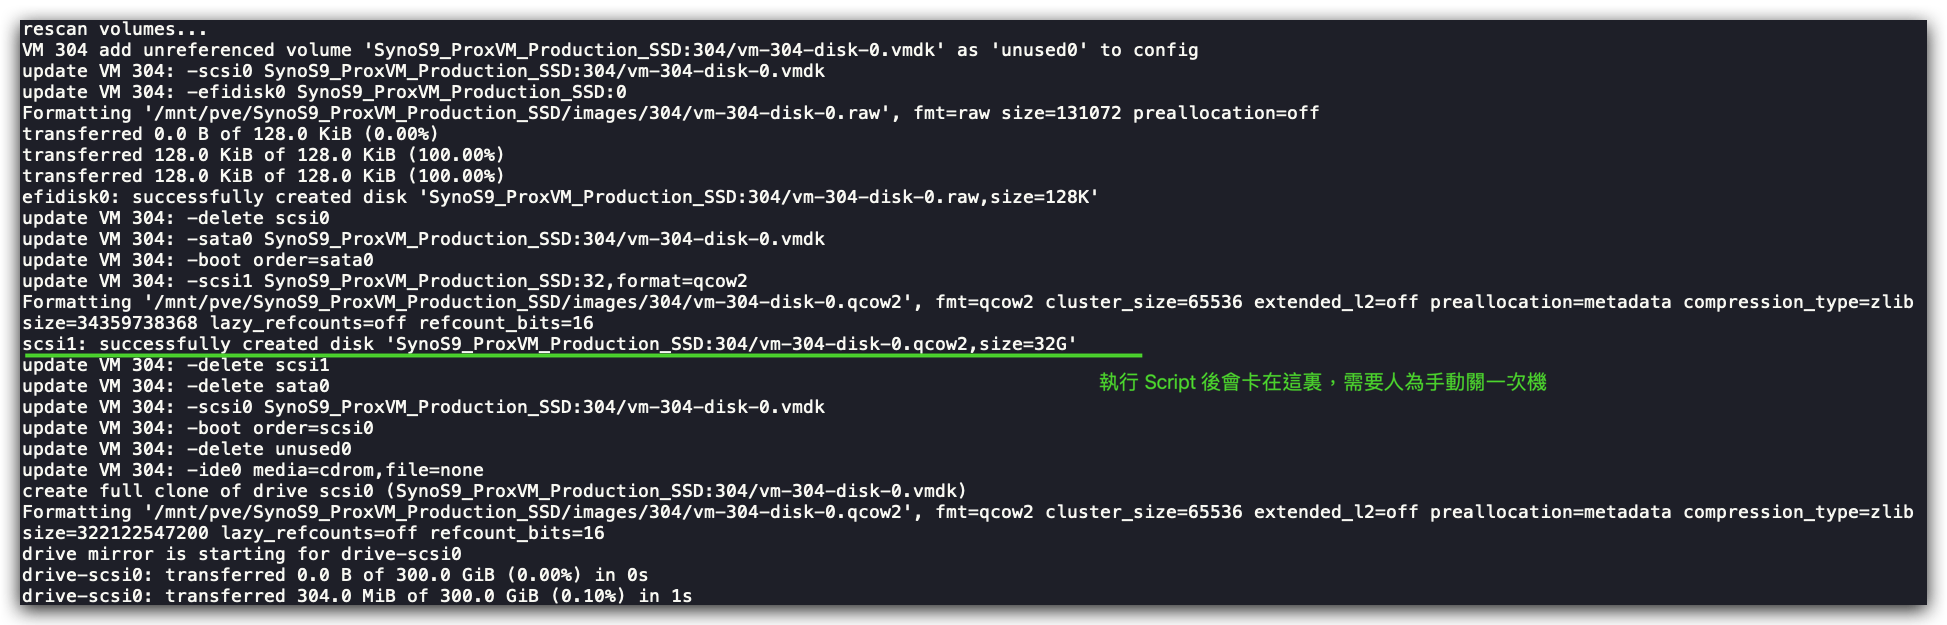 rescan volumes...
VM 304 add unreferenced volume 'SynoS9_ProxVM_Production_SSD:304/vm-304-disk-0.vmdk' as 'unused0' to config
update VM 304: -scsi0 SynoS9_ProxVM_Production_SSD:304/vm-304-disk-0.vmdk
update VM 304: -efidisk0 SynoS9_ProxVM_Production_SSD:0
Formatting '/mnt/pve/SynoS9_ProxVM_Production_SSD/images/304/vm-304-disk-0.raw', fmt=raw size=131072 preallocation=off
transferred 0.0 B of 128.0 KiB (0.00%)
transferred 128.0 KiB of 128.0 KiB (100.00%)
transferred 128.0 KiB of 128.0 KiB (100.00%)
efidisk0: successfully created disk 'SynoS9_ProxVM_Production_SSD:304/vm-304-disk-0.raw,size=128K'
update VM 304: -delete scsi0
update VM 304: -sata0 SynoS9_ProxVM_Production_SSD:304/vm-304-disk-0.vmdk
update VM 304: -boot order=sata0
update VM 304: -scsi1 SynoS9_ProxVM_Production_SSD:32,format=qcow2
Formatting '/mnt/pve/SynoS9_ProxVM_Production_SSD/images/304/vm-304-disk-0.qcow2', fmt=qcow2 cluster_size=65536 extended_l2=off preallocation=metadata compression_type=zlib
size=34359738368 lazy_refcounts=off refcount_bits=16
scsi1: successfully created disk 'SynoS9_ProxVM_Production_SSD:304/vm-304-disk-0.qcow2,size=32G'
update VM 304: -delete scsi1
執行 Script 後會卡在這裏，需要人為手動關一次機
update VM 304: -delete sata0
update VM 304: -scsi0 SynoS9_ProxVM_Production_SSD:304/vm-304-disk-0.vmdk
update VM 304: -boot order=scsi0
update VM 304: -delete unused0
update VM 304: -ide0 media=cdrom,file=none
create full clone of drive scsi0 (SynoS9_ProxVM_Production_SSD:304/vm-304-disk-0.vmdk)
Formatting '/mnt/pve/SynoS9_ProxVM_Production_SSD/images/304/vm-304-disk-0.qcow2', fmt=qcow2 cluster_size=65536 extended_l2=off preallocation=metadata compression_type=zlib
size=322122547200 lazy_refcounts=off refcount_bits=16
drive mirror is starting for drive-scsi0
drive-scsi0: transferred 0.0 B of 300.0 GiB (0.00%) in 0s
drive-scsi0: transferred 304.0 MiB of 300.0 GiB (0.10%) in 1s